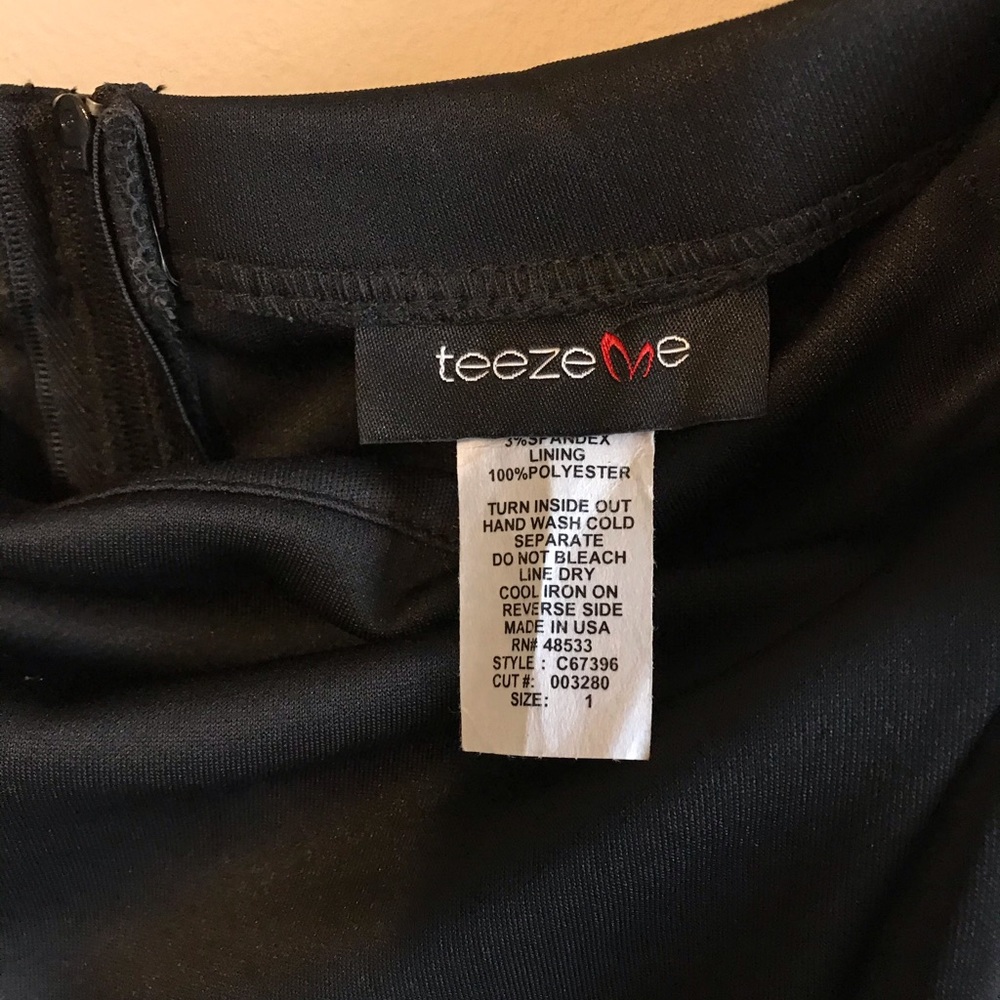 teezeme
3%SPANDEX
LINING
100%POLYESTER
TURN INSIDE OUT
HAND WASH COLD
SEPARATE
DO NOT BLEACH
LINE DRY
COOL IRON ON
REVERSE SIDE
MADE IN USA
RN# 48533
STYLE : C67396
CUT #: 003280
SIZE: 1